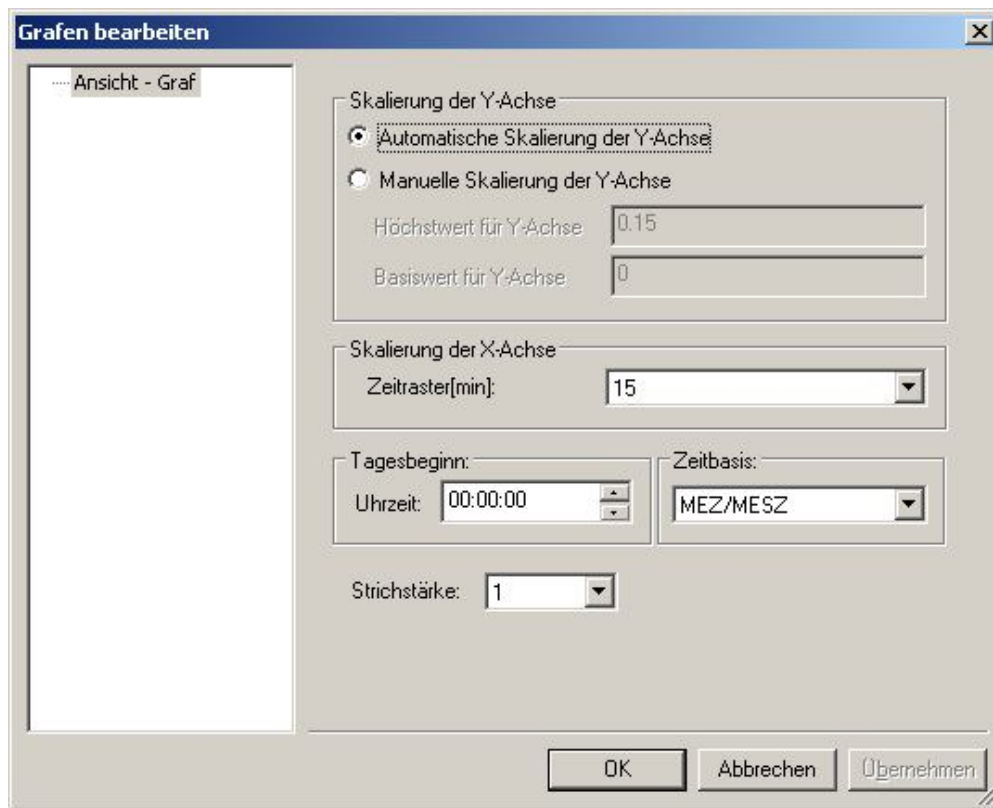 Grafen bearbeiten
Ansicht - Graf
Skalierung der Y-Achse
Automatische Skalierung der Y-Achse
Manuelle Skalierung der Y-Achse
Höchstwert für Y-Achse 0.15
Basiswert für Y-Achse 0
Skalierung der X-Achse
Zeitraster[min]: 15
Tagesbeginn:
Uhrzeit: 00:00:00
Zeitbasis:
MEZ/MESZ
Strichstärke: 1
OK Abbrechen Übernehmen